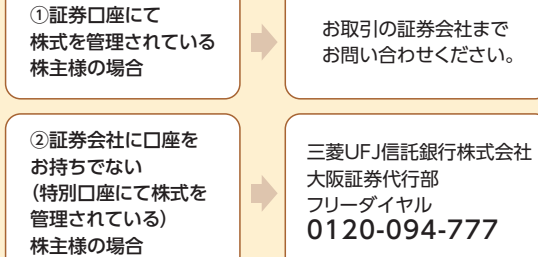 ①証券口座にて
株式を管理されている
株主様の場合
お取引の証券会社まで
お問い合わせください。
②証券会社に口座を
お持ちでない
（特別口座にて株式を
管理されている）
株主様の場合
三菱UFJ信託銀行株式会社
大阪証券代行部
フリーダイヤル
0120-094-777